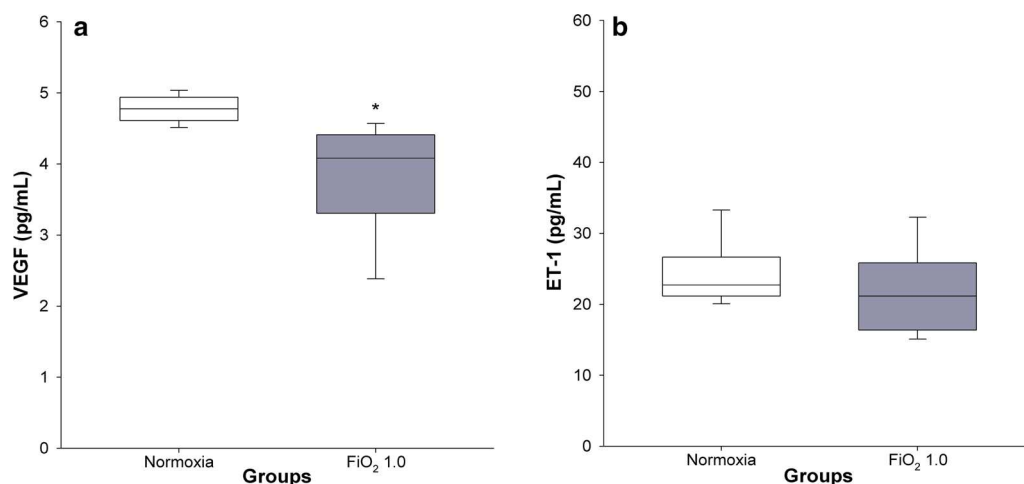 a
VEGF (pg/mL)
6
5
4
3
2
1
0
*
Normoxia
FiO₂ 1.0
Groups
b
ET-1 (pg/mL)
60
50
40
30
20
10
0
Normoxia
FiO₂ 1.0
Groups